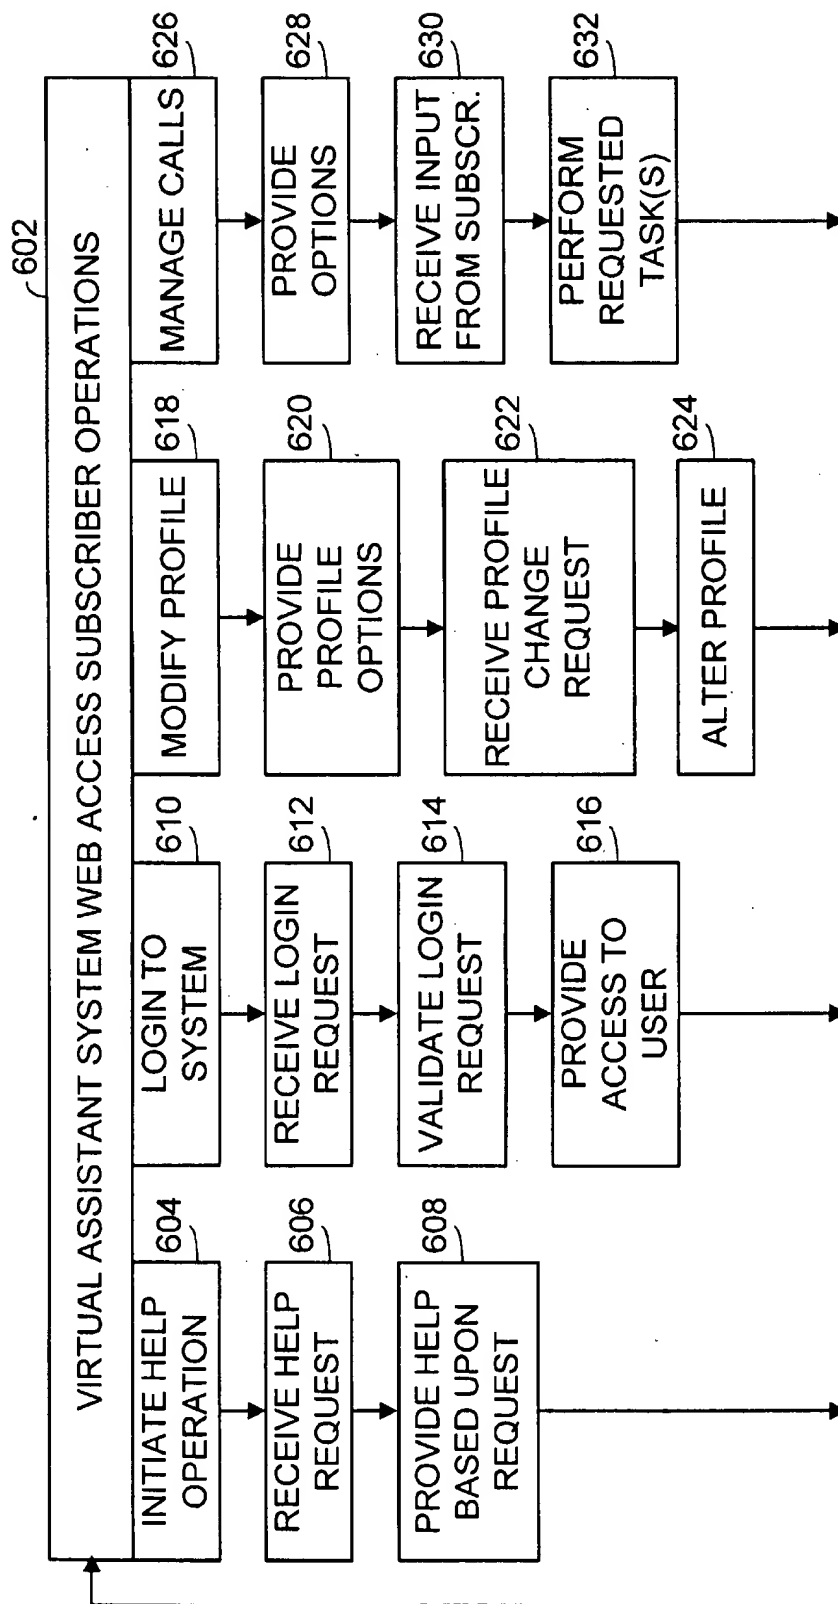 602
VIRTUAL ASSISTANT SYSTEM WEB ACCESS SUBSCRIBER OPERATIONS
604
INITIATE HELP
OPERATION
606
RECEIVE HELP
REQUEST
608
PROVIDE HELP
BASED UPON
REQUEST
610
LOGIN TO
SYSTEM
612
RECEIVE LOGIN
REQUEST
614
VALIDATE LOGIN
REQUEST
616
PROVIDE
ACCESS TO
USER
618
MODIFY PROFILE
620
PROVIDE
PROFILE
OPTIONS
622
RECEIVE PROFILE
CHANGE
REQUEST
624
ALTER PROFILE
626
MANAGE CALLS
628
PROVIDE
OPTIONS
630
RECEIVE INPUT
FROM SUBSCR.
632
PERFORM
REQUESTED
TASK(S)